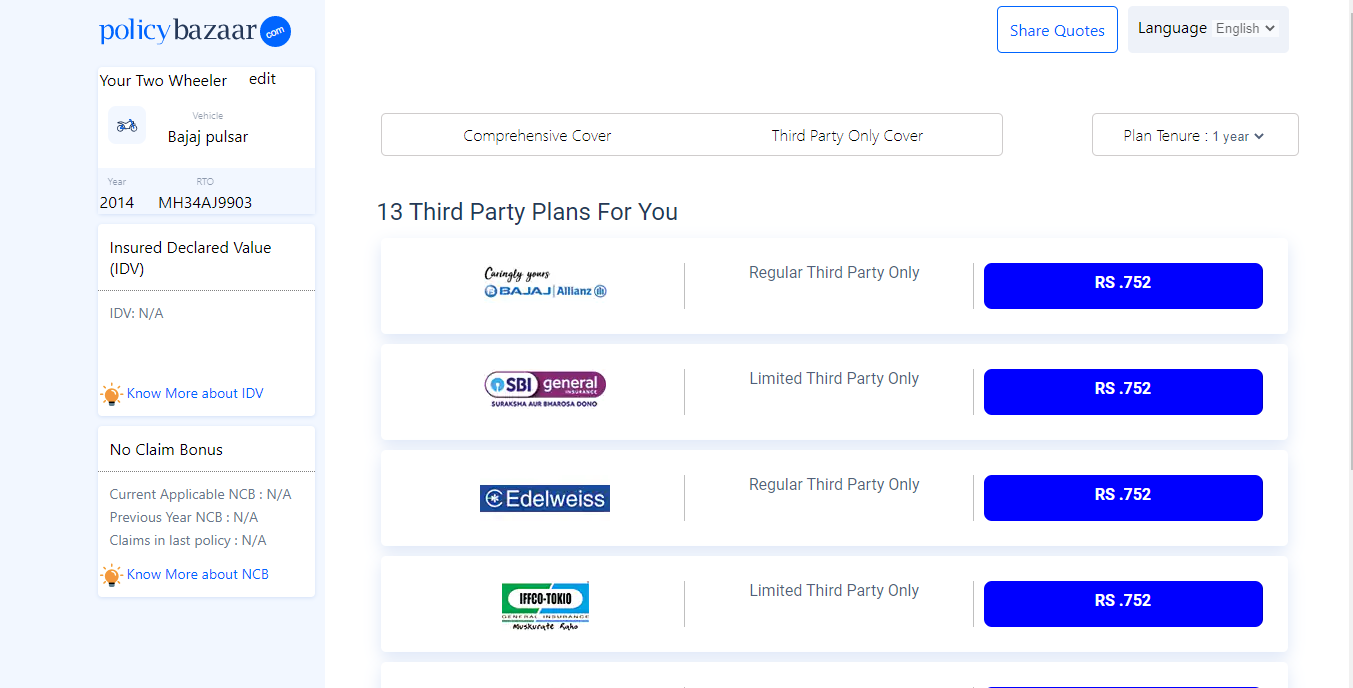 policybazaar com
Share Quotes
Language English
Your Two Wheeler edit
Vehicle
Bajaj pulsar
Year RTO
2014 MH34AJ9903
Insured Declared Value
(IDV)
IDV: N/A
Know More about IDV
No Claim Bonus
Current Applicable NCB : N/A
Previous Year NCB : N/A
Claims in last policy : N/A
Know More about NCB
Comprehensive Cover Third Party Only Cover
Plan Tenure : 1 year
13 Third Party Plans For You
Caringly yours
BAJAJ Allianz
Regular Third Party Only
RS .752
SBI general
INSURANCE
SURAKSHA AUR BHAROSA DONO
Limited Third Party Only
RS .752
Edelweiss
Regular Third Party Only
RS .752
IFFCO-TOKIO
GENERAL INSURANCE
Muskurate Raho
Limited Third Party Only
RS .752